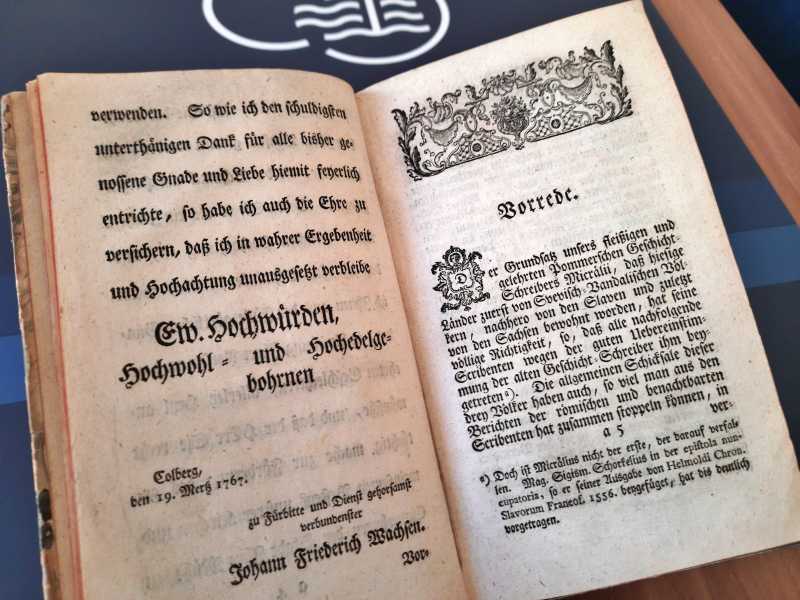 verwenden. So wie ich den schuldigsten
unterthänigen Dank für alle bisher ge-
nossene Gnade und Liebe hiemit feyerlich
entrichte, so habe ich auch die Ehre zu
versichern, daß ich in wahrer Ergebenheit
und Hochachtung unausgesetzt verbleibe
Ew. Hochwürden,
Hochwohl- und Hochedelge-
bohrnen
Colberg,
den 19. Merß 1767.
zu Fürbitte und Dienst gehorsamst
verbundenster
Johann Friederich Wachsen.
Vor-
Vorrede.
Der Grundsatz unsers fleißigen und
gelehrten Pommerschen Geschicht-
Schreibers Micrälii, daß hiesige
Länder zuerst von Svevisch-Vandalischen Völ-
kern, nachhero von den Slaven und zuletzt
von den Sachsen bewohnt worden, hat seine
völlige Richtigkeit, so, daß alle nachfolgende
Scribenten wegen der guten Uebereinstim-
mung der alten Geschicht-Schreiber ihm bey-
getreten *). Die allgemeinen Schicksale dieser
drey Völker haben auch, so viel man aus den
Berichten der römischen und benachbarten
Scribenten hat zusammen stoppeln können, in
a 5 ver-
*) Doch ist Micrälius nicht der erste, der darauf verfal-
len. Mag. Sigism. Schorkelius in der epistola nun-
cupatoria, so er seiner Ausgabe von Helmoldi Chron.
Slavorum Francof. 1556. beygefüget, hat dis deutlich
vorgetragen.